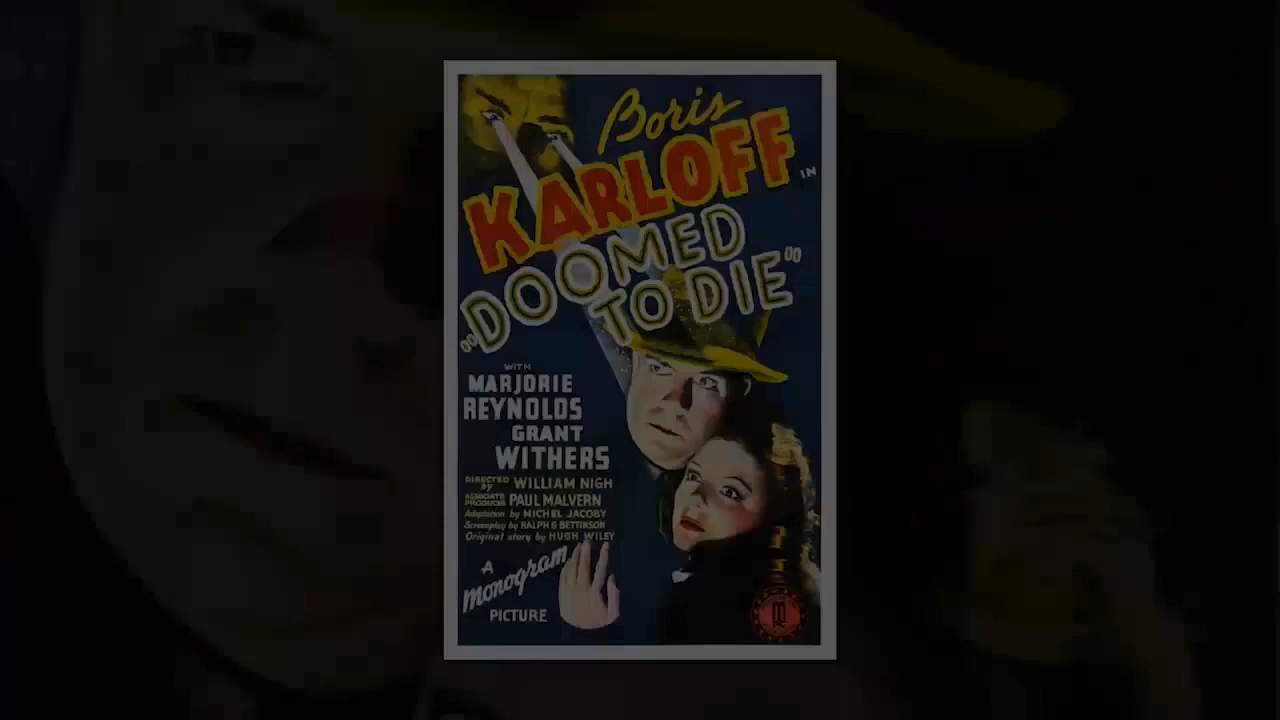 Boris
KARLOFF IN
"DOOMED
TO DIE"
WITH
MARJORIE
REYNOLDS
GRANT
WITHERS
DIRECTED by WILLIAM NIGH
ASSOCIATE PRODUCER PAUL MALVERN
Adaptation by MICHEL JACOBY
Screenplay by RALPH G BETTINSON
Original story by HUGH WILEY
A
monogram
PICTURE